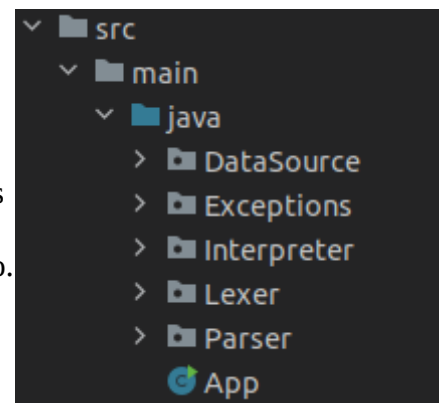 src
main
java
DataSource
s
Exceptions
Interpreter
o.
Lexer
Parser
App